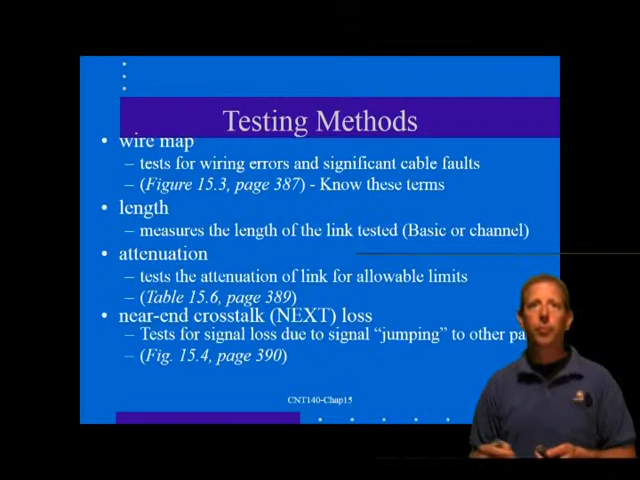 Testing Methods
• wire map
– tests for wiring errors and significant cable faults
– (Figure 15.3, page 387) - Know these terms
• length
– measures the length of the link tested (Basic or channel)
• attenuation
– tests the attenuation of link for allowable limits
– (Table 15.6, page 389)
• near-end crosstalk (NEXT) loss
– Tests for signal loss due to signal “jumping” to other
– (Fig. 15.4, page 390)
CNT140-Chap15